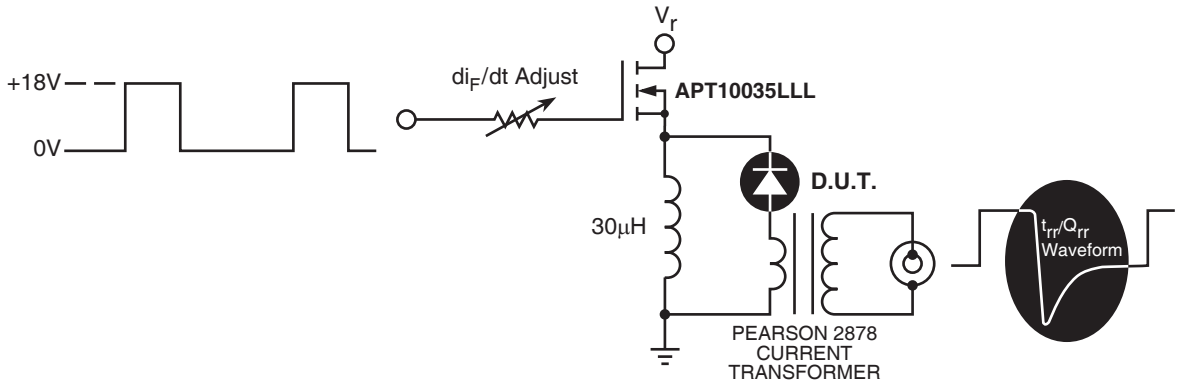 V_r
+18V
di_F/dt Adjust
APT10035LLL
0V
D.U.T.
30μH
t_rr/Q_rr
Waveform
PEARSON 2878
CURRENT
TRANSFORMER